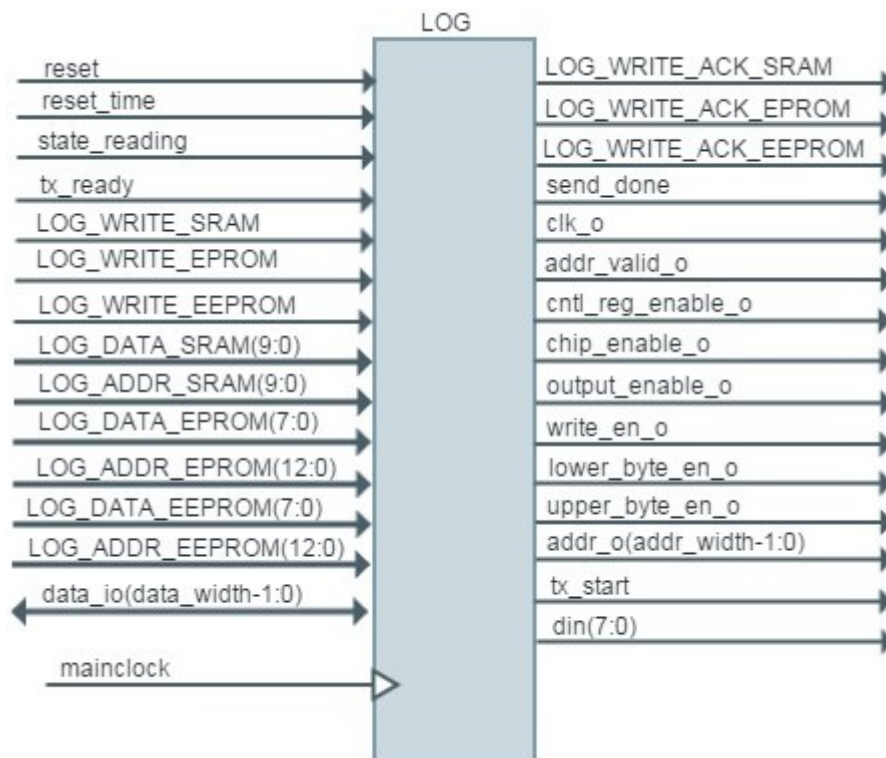 LOG
reset
reset_time
state_reading
tx_ready
LOG_WRITE_SRAM
LOG_WRITE_EPROM
LOG_WRITE_EEPROM
LOG_DATA_SRAM(9:0)
LOG_ADDR_SRAM(9:0)
LOG_DATA_EPROM(7:0)
LOG_ADDR_EPROM(12:0)
LOG_DATA_EEPROM(7:0)
LOG_ADDR_EEPROM(12:0)
data_io(data_width-1:0)
mainclock
LOG_WRITE_ACK_SRAM
LOG_WRITE_ACK_EPROM
LOG_WRITE_ACK_EEPROM
send_done
clk_o
addr_valid_o
cntl_reg_enable_o
chip_enable_o
output_enable_o
write_en_o
lower_byte_en_o
upper_byte_en_o
addr_o(addr_width-1:0)
tx_start
din(7:0)